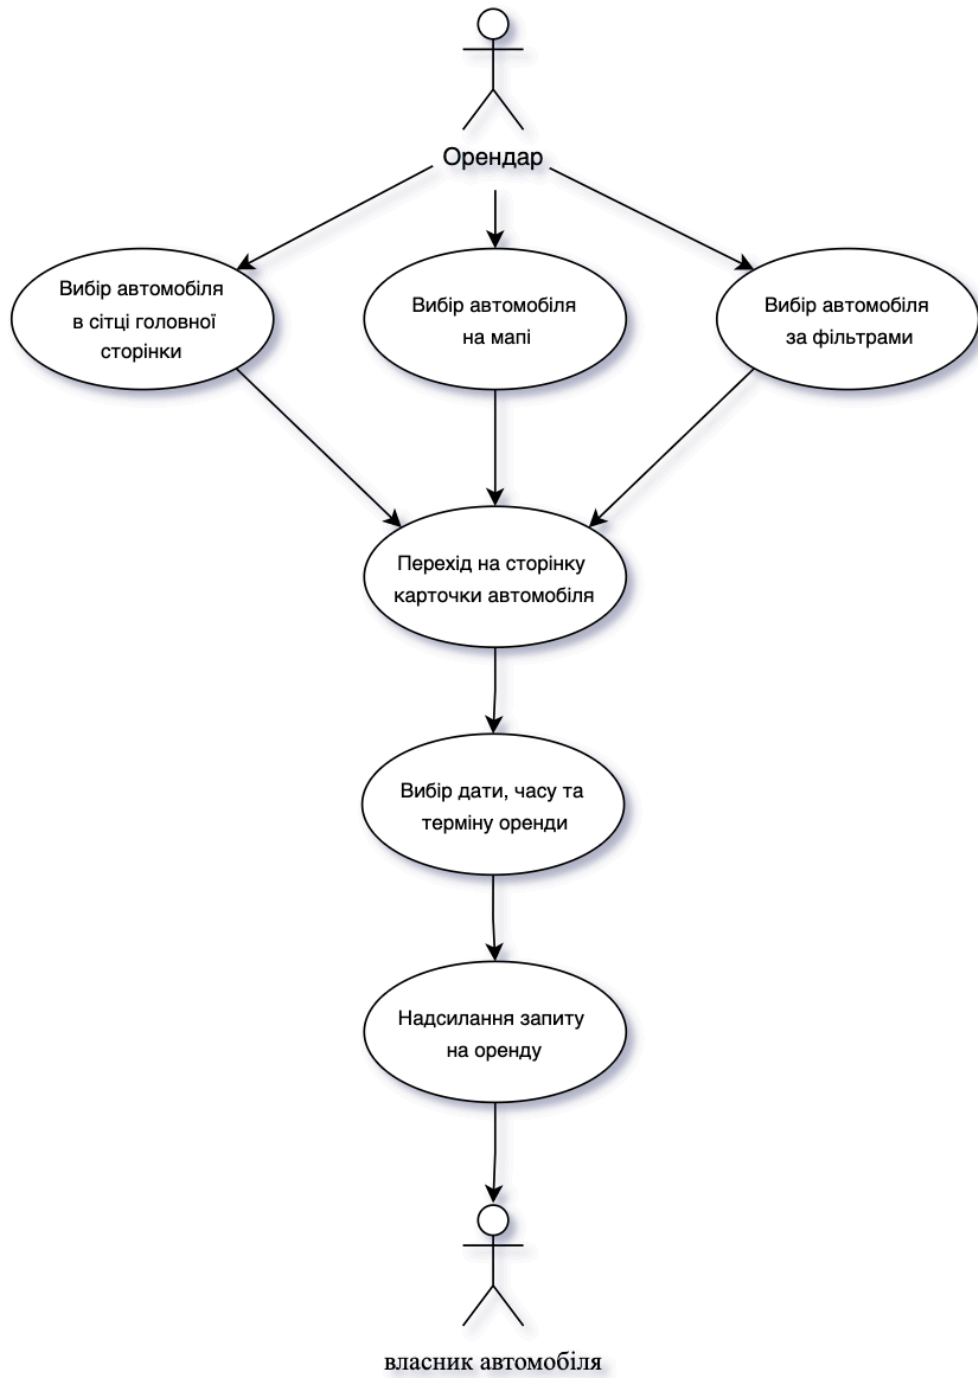 Орендар
Вибір автомобіля
в сітці головної
сторінки
Вибір автомобіля
на мапі
Вибір автомобіля
за фільтрами
Перехід на сторінку
карточки автомобіля
Вибір дати, часу та
терміну оренди
Надсилання запиту
на оренду
власник автомобіля